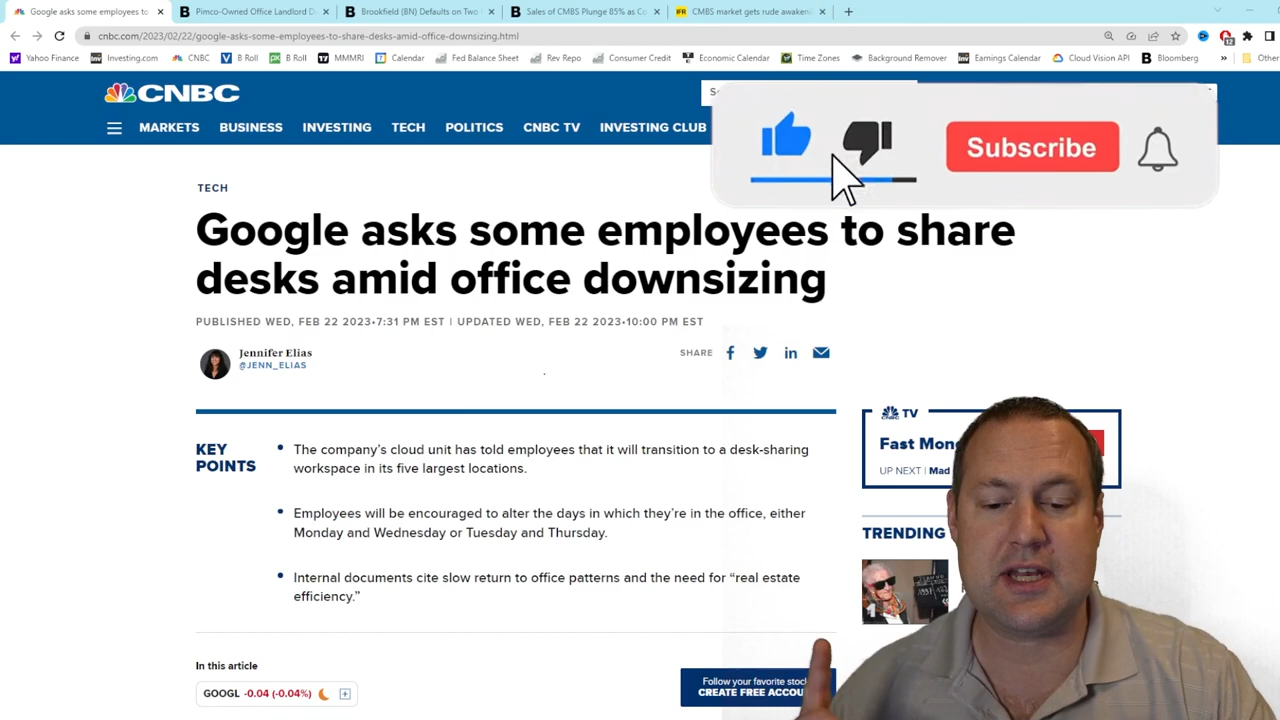 Google asks some employees to
Pimco-Owned Office Landlord D
Brookfield (BN) Defaults on Two
Sales of CMBS Plunge 85% as Co
CMBS market gets rude awaken
cnbc.com/2023/02/22/google-asks-some-employees-to-share-desks-amid-office-downsizing.html
12
Yahoo Finance
Investing.com
CNBC
B Roll
B Roll
MMMRI
Calendar
Fed Balance Sheet
Rev Repo
Consumer Credit
Economic Calendar
Time Zones
Background Remover
Earnings Calendar
Cloud Vision API
Bloomberg
»
Other
CNBC
MARKETS
BUSINESS
INVESTING
TECH
POLITICS
CNBC TV
INVESTING CLUB
Subscribe
TECH
Google asks some employees to share
desks amid office downsizing
PUBLISHED WED, FEB 22 2023•7:31 PM EST | UPDATED WED, FEB 22 2023•10:00 PM EST
Jennifer Elias
@JENN_ELIAS
SHARE
KEY
POINTS
The company’s cloud unit has told employees that it will transition to a desk-sharing
workspace in its five largest locations.
Employees will be encouraged to alter the days in which they’re in the office, either
Monday and Wednesday or Tuesday and Thursday.
Internal documents cite slow return to office patterns and the need for “real estate
efficiency.”
TV
Fast Mon
UP NEXT | Mad
TRENDING
1
In this article
GOOGL -0.04 (-0.04%)
Follow your favorite stock
CREATE FREE ACCOU